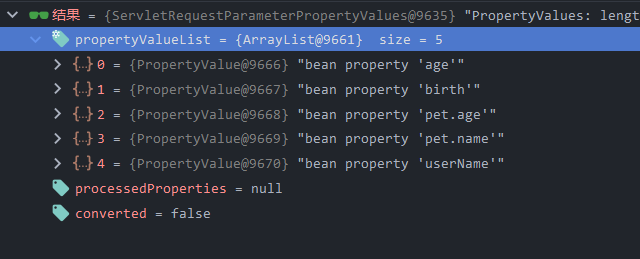 结果 = {ServletRequestParameterPropertyValues@9635} "PropertyValues: lengt
propertyValueList = {ArrayList@9661} size = 5
{...} 0 = {PropertyValue@9666} "bean property 'age'"
{...} 1 = {PropertyValue@9667} "bean property 'birth'"
{...} 2 = {PropertyValue@9668} "bean property 'pet.age'"
{...} 3 = {PropertyValue@9669} "bean property 'pet.name'"
{...} 4 = {PropertyValue@9670} "bean property 'userName'"
processedProperties = null
converted = false